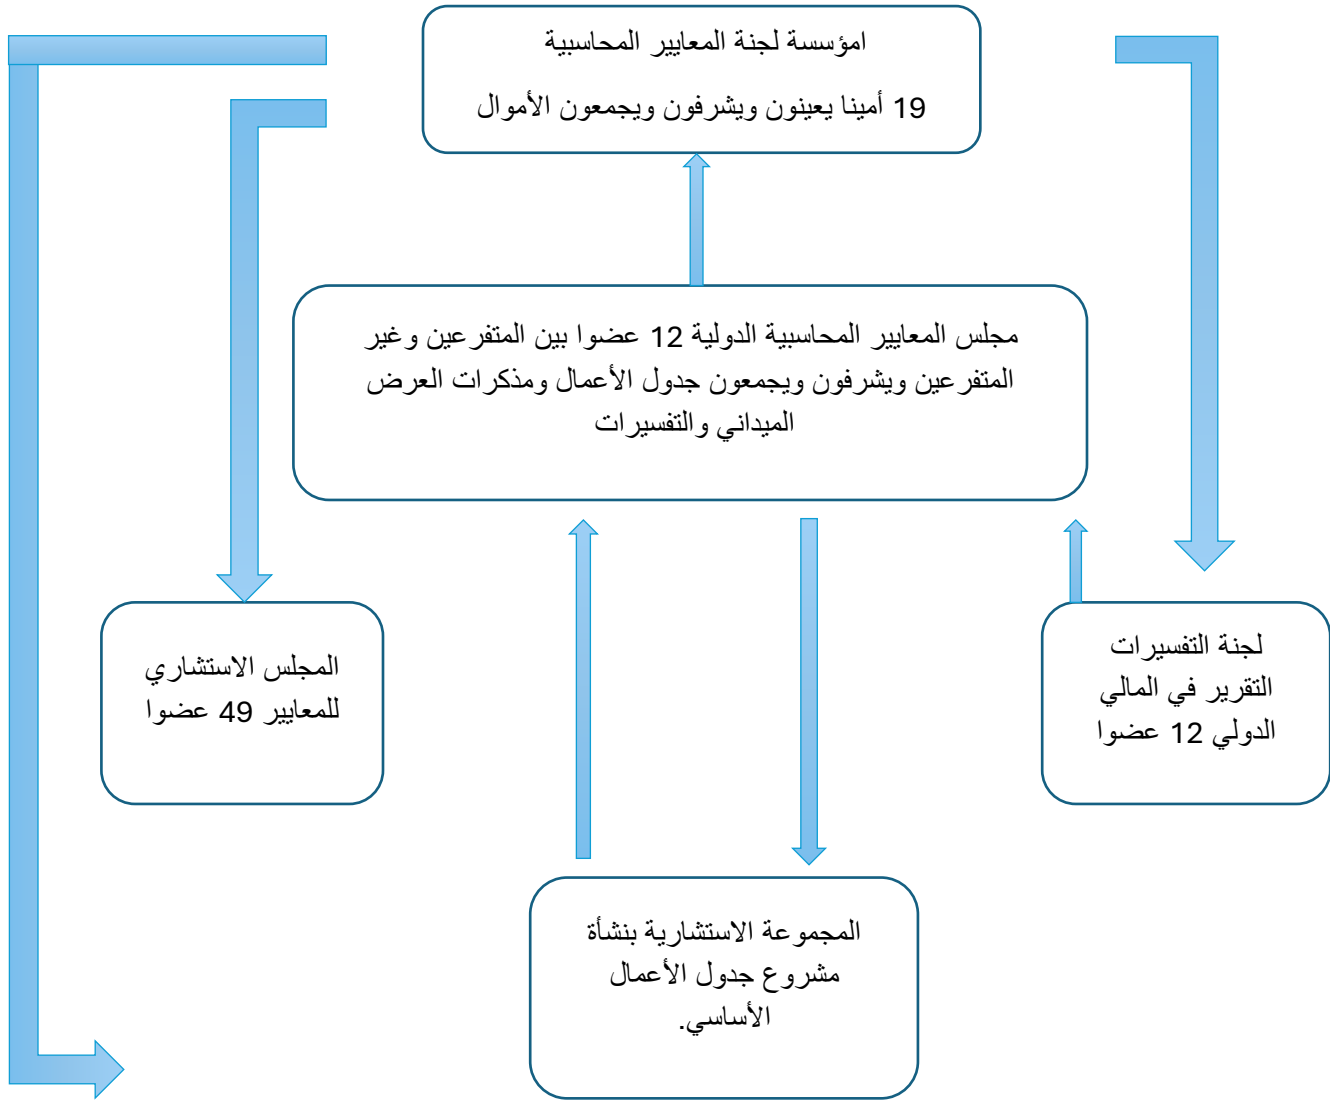 امؤسسة لجنة المعايير المحاسبية
19 أمينا يعينون ويشرفون ويجمعون الأموال
مجلس المعايير المحاسبية الدولية 12 عضوا بين المتفرعين وغير
المتفرعين ويشرفون ويجمعون جدول الأعمال ومذكرات العرض
الميداني والتفسيرات
لجنة التفسيرات
التقرير في المالي
الدولي 12 عضوا
المجلس الاستشاري
للمعايير 49 عضوا
المجموعة الاستشارية بنشأة
مشروع جدول الأعمال
الأساسي.